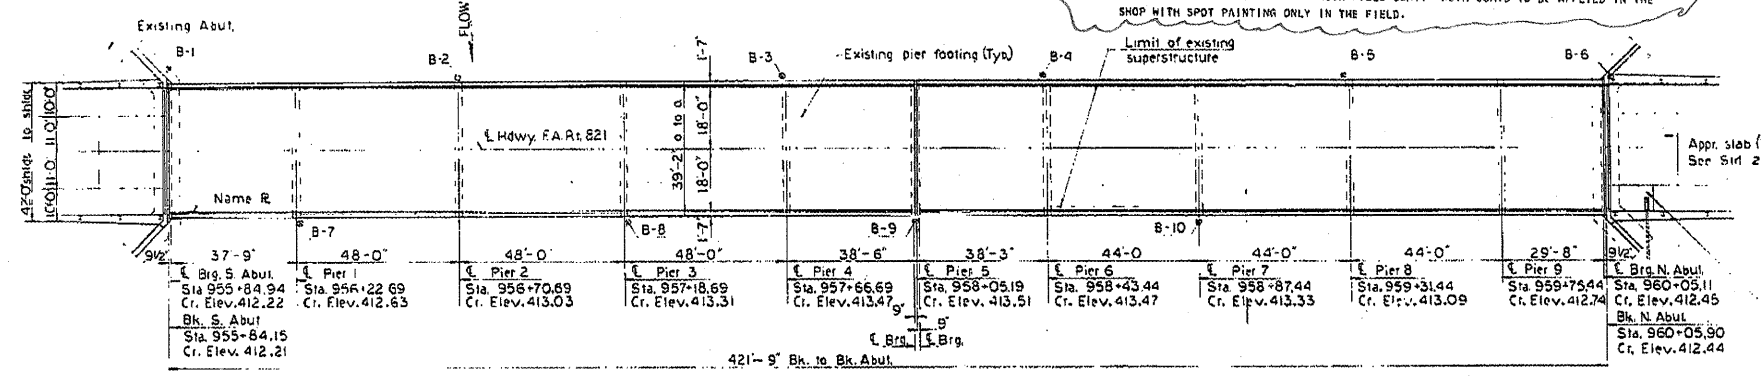 SHOP WITH SPOT PAINTING ONLY IN THE FIELD.
Existing Abut.
FLOW
B-1
B-2
1'-7"
B-3
Existing pier footing (Typ)
B-4
Limit of existing
superstructure
B-5
B-6
42'0" shldr. to shldr.
10'-0" 11'-0" 11'-0" 10'-0"
℄ Hdwy. F.A. Rt. 821
39'-2" o to o
18'-0"
18'-0"
Appr. slab (
See Std 2
Name PL
B-7
B-8
1'-7"
B-9
B-10
9½" 37'-9" 48'-0" 48'-0 48'-0" 38'-6" 38'-3" 44'-0 44'-0" 44'-0" 29'-8" 9½"
℄ Brg. S. Abut.
Sta 955+84.94
Cr. Elev. 412.22
Bk. S. Abut
Sta. 955+84.15
Cr. Elev. 412.21
℄ Pier 1
Sta. 956+22.69
Cr. Elev. 412.63
℄ Pier 2
Sta. 956+70.69
Cr. Elev. 413.03
℄ Pier 3
Sta. 957+18.69
Cr. Elev. 413.31
℄ Pier 4
Sta. 957+66.69
Cr. Elev. 413.47
℄ Pier 5
Sta. 958+05.19
Cr. Elev. 413.51
℄ Pier 6
Sta. 958+43.44
Cr. Elev. 413.47
℄ Pier 7
Sta. 958+87.44
Cr. Elev. 413.33
℄ Pier 8
Sta. 959+31.44
Cr. Elev. 413.09
℄ Pier 9
Sta. 959+75.44
Cr. Elev. 412.74
℄ Brg N. Abut.
Sta. 960+05.11
Cr. Elev. 412.45
Bk. N. Abut.
Sta. 960+05.90
Cr. Elev. 412.44
9"
9"
℄ Brg. ℄ Brg.
421'-9" Bk. to Bk. Abut.